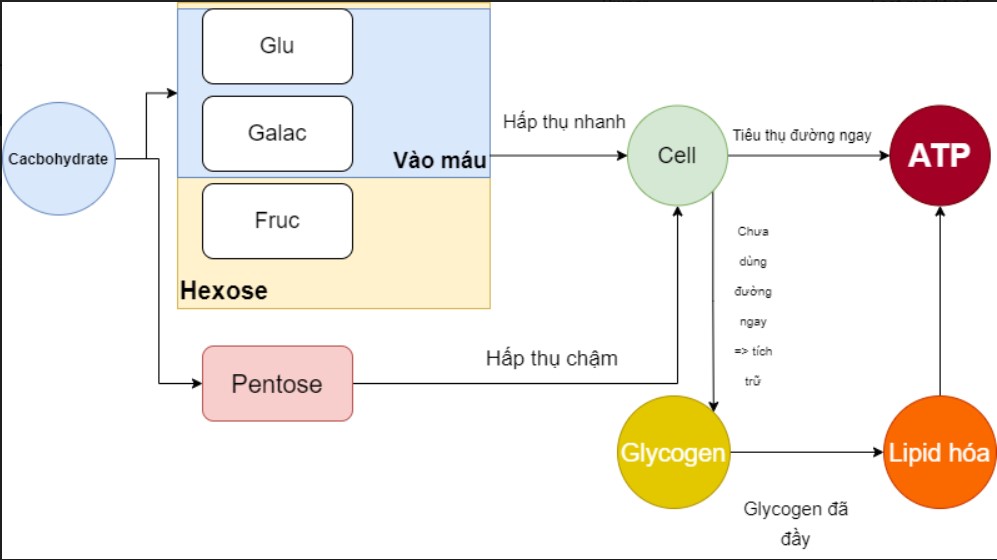 Glu
Galac
Vào máu
Fruc
Hexose
Cacbohydrate
Hấp thụ nhanh
Cell
Tiêu thụ đường ngay
ATP
Chưa
dùng
đường
ngay
=> tích
trữ
Pentose
Hấp thụ chậm
Glycogen
Lipid hóa
Glycogen đã
đầy